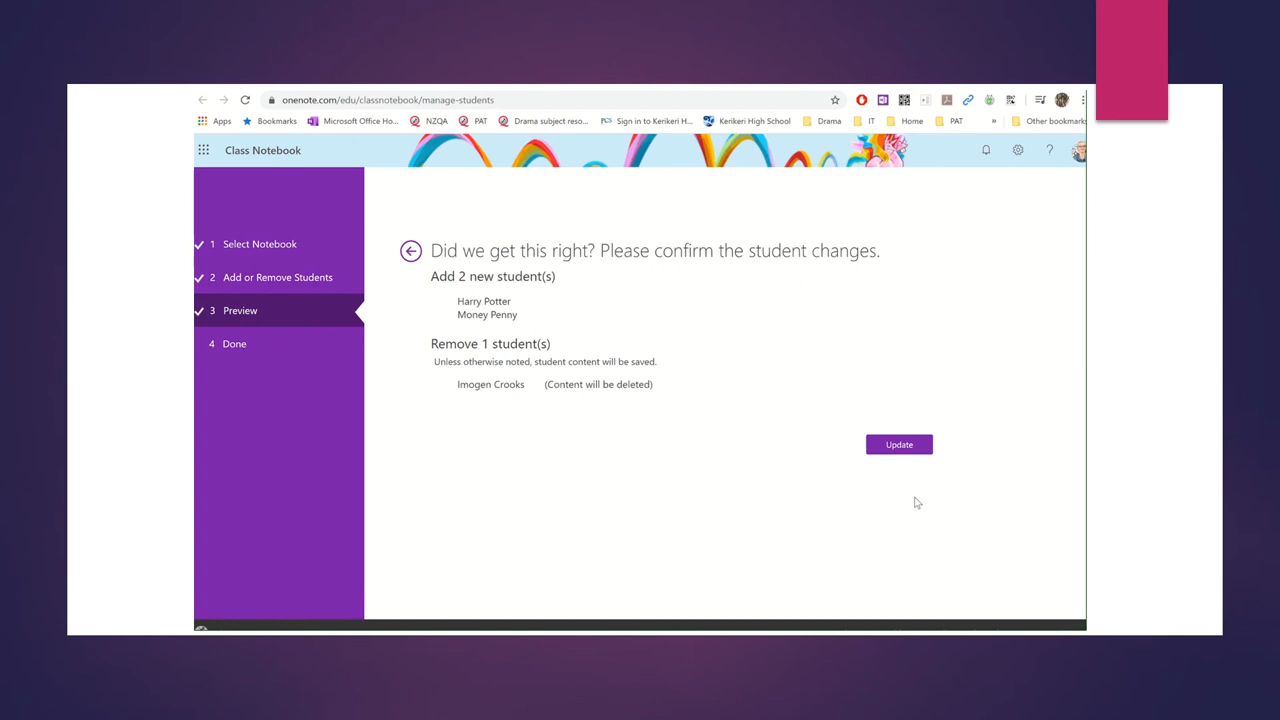 onenote.com/edu/classnotebook/manage-students
Apps Bookmarks Microsoft Office Ho... NZQA PAT Drama subject reso... Sign in to Kerikeri H... Kerikeri High School Drama IT Home PAT » Other bookmarks
Class Notebook
1 Select Notebook
2 Add or Remove Students
3 Preview
4 Done
Did we get this right? Please confirm the student changes.
Add 2 new student(s)
Harry Potter
Money Penny
Remove 1 student(s)
Unless otherwise noted, student content will be saved.
Imogen Crooks (Content will be deleted)
Update